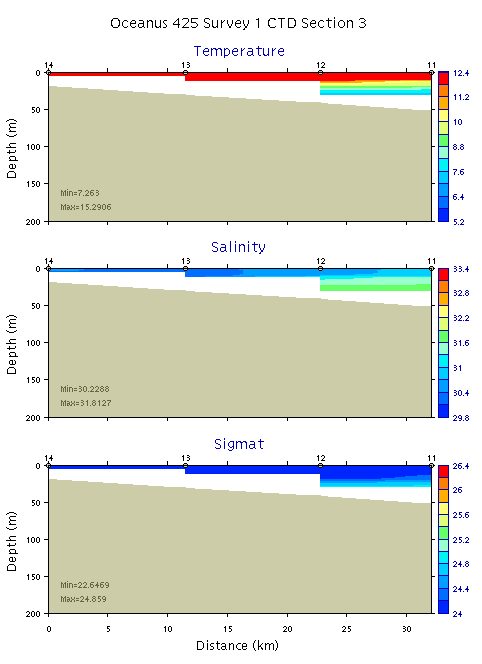 Oceanus 425 Survey 1 CTD Section 3
Temperature
14 13 12 11
0
50
100
150
200
Depth (m)
Min=7.263
Max=15.2906
12.4
11.2
10
8.8
7.6
6.4
5.2
Salinity
14 13 12 11
0
50
100
150
200
Depth (m)
Min=30.2288
Max=31.8127
33.4
32.8
32.2
31.6
31
30.4
29.8
Sigmat
14 13 12 11
0
50
100
150
200
Depth (m)
Min=22.6469
Max=24.859
26.4
26
25.6
25.2
24.8
24.4
24
0 5 10 15 20 25 30
Distance (km)